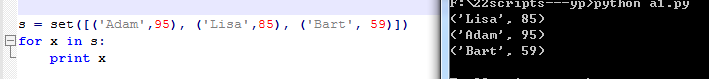 s = set([('Adam',95), ('Lisa',85), ('Bart', 59)])
for x in s:
    print x
F:\22scripts---yp>python a1.py
('Lisa', 85)
('Adam', 95)
('Bart', 59)